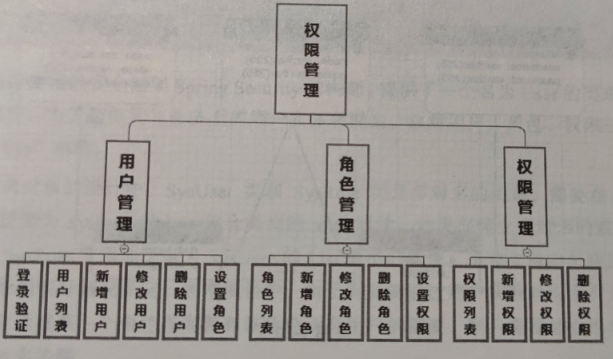 权限管理
用户管理
角色管理
权限管理
登录验证
用户列表
新增用户
修改用户
删除用户
设置角色
角色列表
新增角色
修改角色
删除角色
设置权限
权限列表
新增权限
修改权限
删除权限